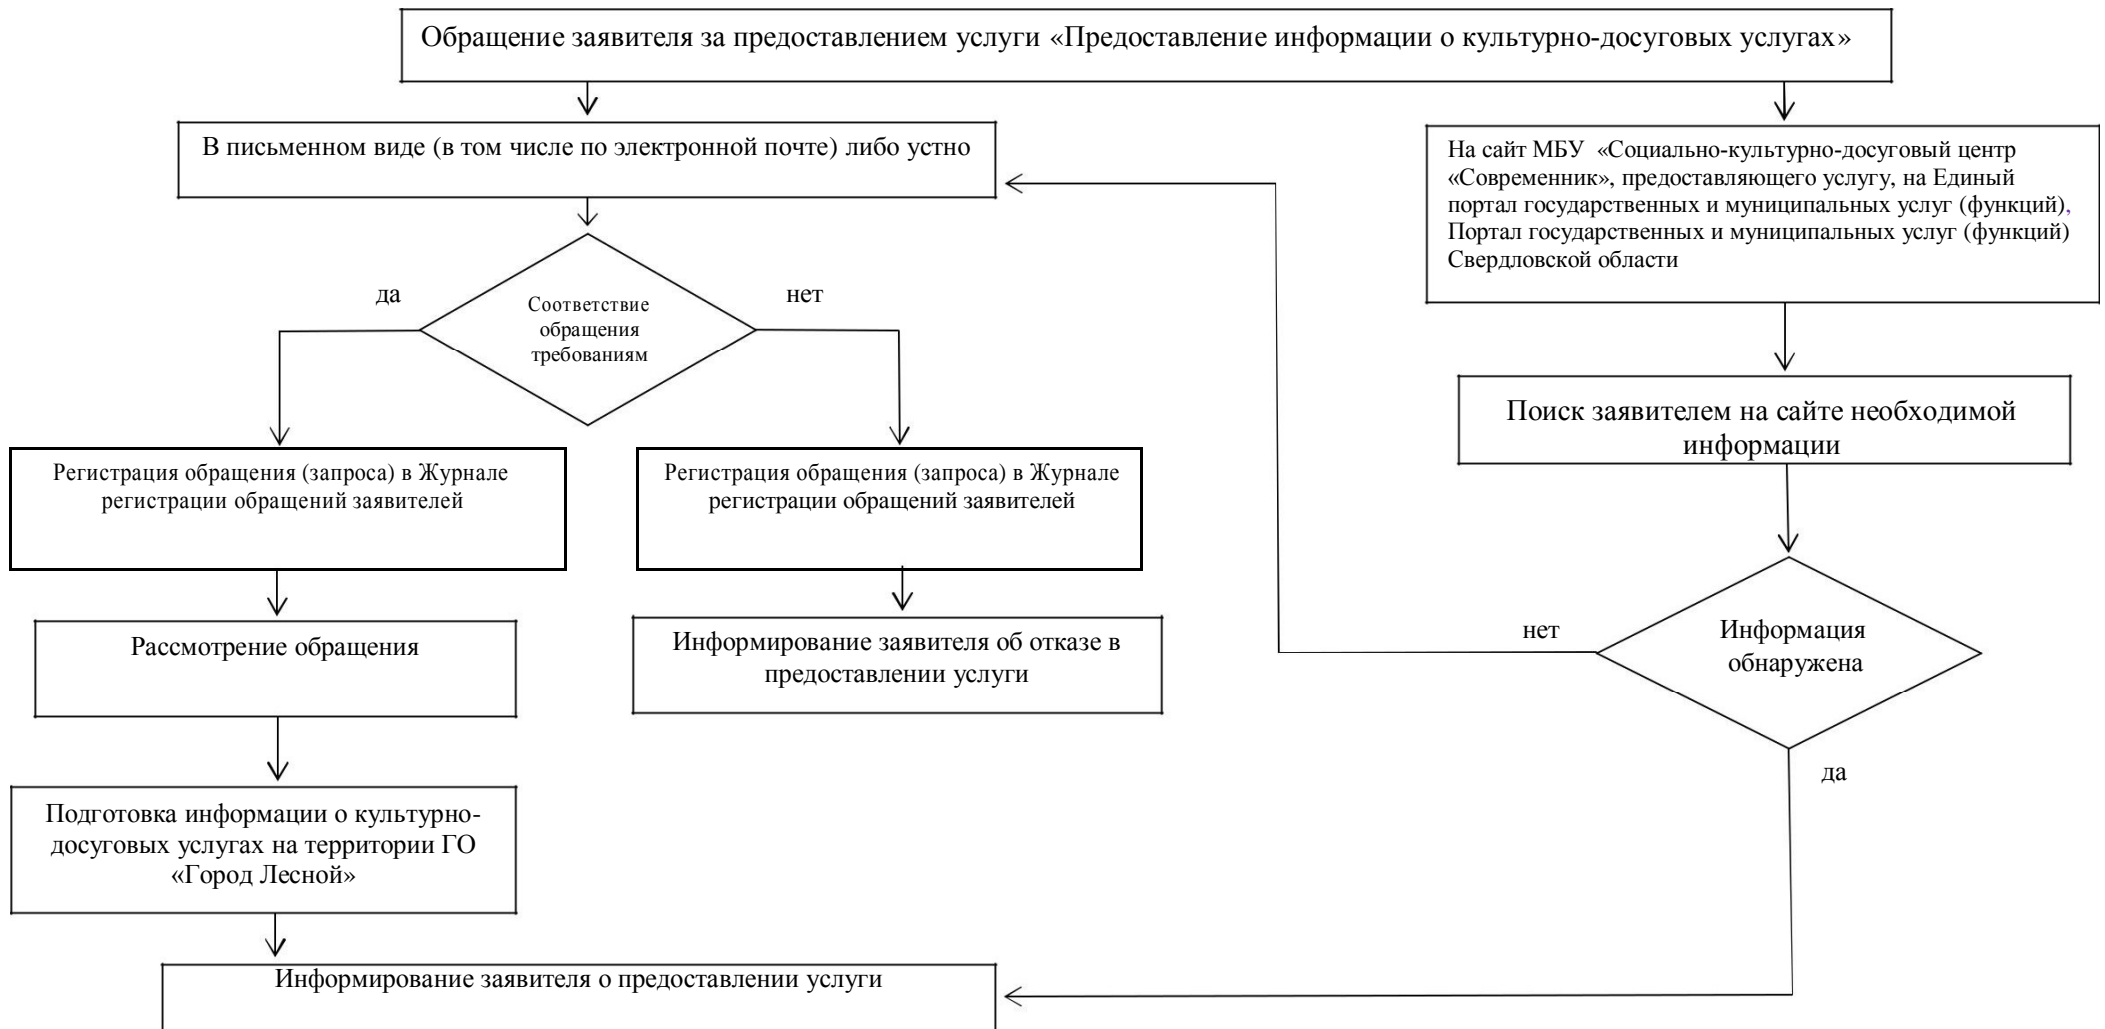 Обращение заявителя за предоставлением услуги «Предоставление информации о культурно-досуговых услугах»
В письменном виде (в том числе по электронной почте) либо устно
На сайт МБУ «Социально-культурно-досуговый центр
«Современник», предоставляющего услугу, на Единый
портал государственных и муниципальных услуг (функций),
Портал государственных и муниципальных услуг (функций)
Свердловской области
да
нет
Соответствие
обращения
требованиям
Поиск заявителем на сайте необходимой
информации
Регистрация обращения (запроса) в Журнале
регистрации обращений заявителей
Регистрация обращения (запроса) в Журнале
регистрации обращений заявителей
Рассмотрение обращения
Информирование заявителя об отказе в
предоставлении услуги
нет
Информация
обнаружена
да
Подготовка информации о культурно-
досуговых услугах на территории ГО
«Город Лесной»
Информирование заявителя о предоставлении услуги